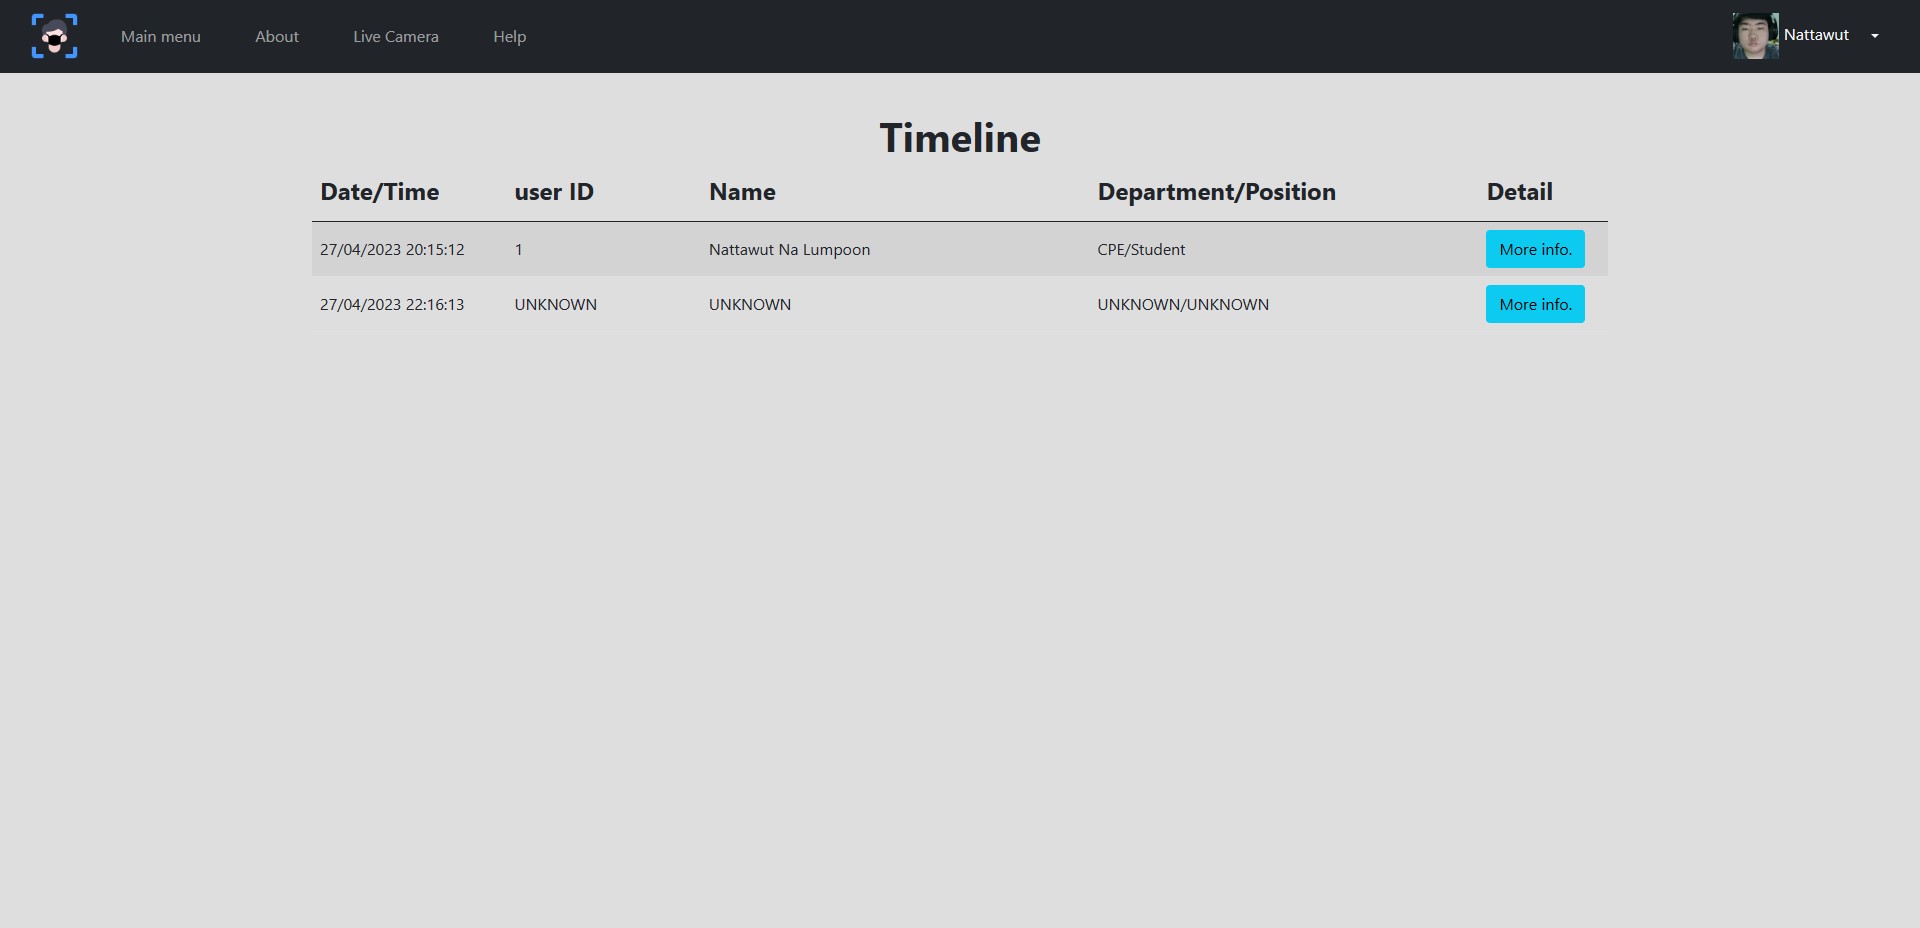 Main menu About Live Camera Help Nattawut
Timeline
Date/Time user ID Name Department/Position Detail
27/04/2023 20:15:12 1 Nattawut Na Lumpoon CPE/Student More info.
27/04/2023 22:16:13 UNKNOWN UNKNOWN UNKNOWN/UNKNOWN More info.